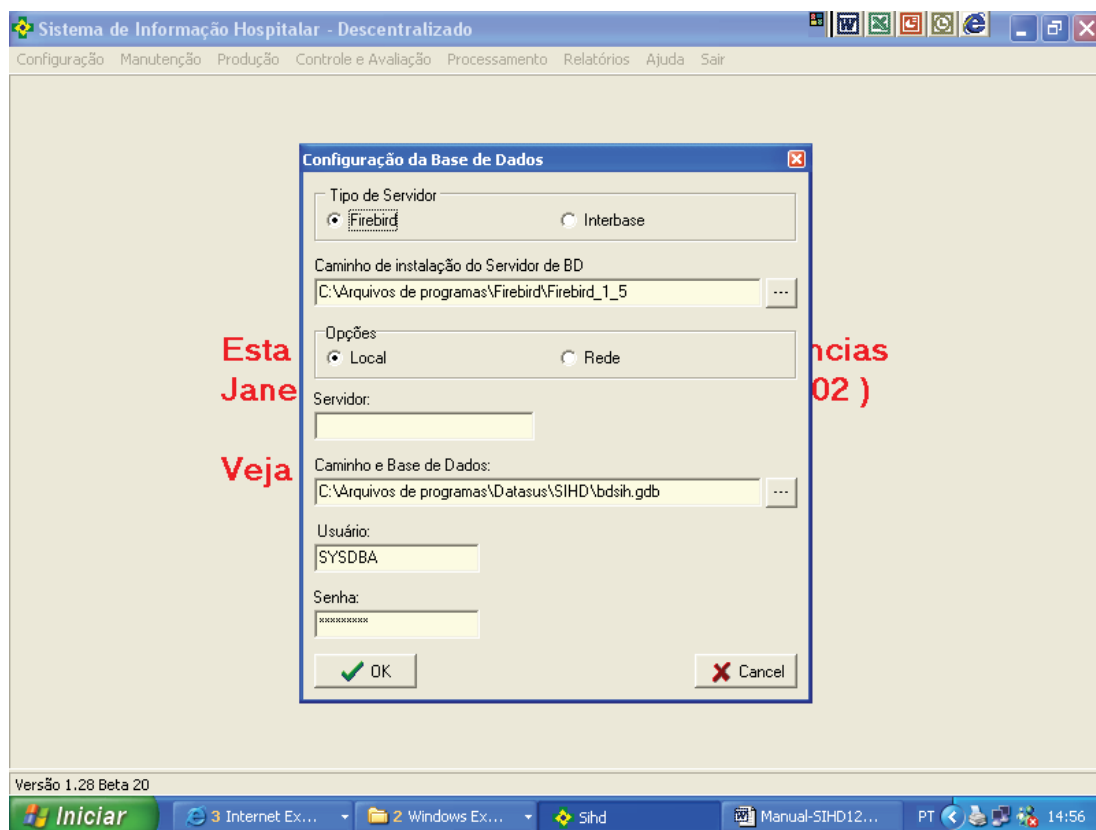 Sistema de Informação Hospitalar - Descentralizado
Configuração Manutenção Produção Controle e Avaliação Processamento Relatórios Ajuda Sair
Configuração da Base de Dados
Tipo de Servidor
Firebird Interbase
Caminho de instalação do Servidor de BD
C:\Arquivos de programas\Firebird\Firebird_1_5 ...
Opções
Local Rede
Esta ncias
Jane 02 )
Servidor:
Veja
Caminho e Base de Dados:
C:\Arquivos de programas\Datasus\SIHD\bdsih.gdb ...
Usuário:
SYSDBA
Senha:
×××××××××
OK Cancel
Versão 1.28 Beta 20
Iniciar 3 Internet Ex... 2 Windows Ex... Sihd Manual-SIHD12... PT 14:56